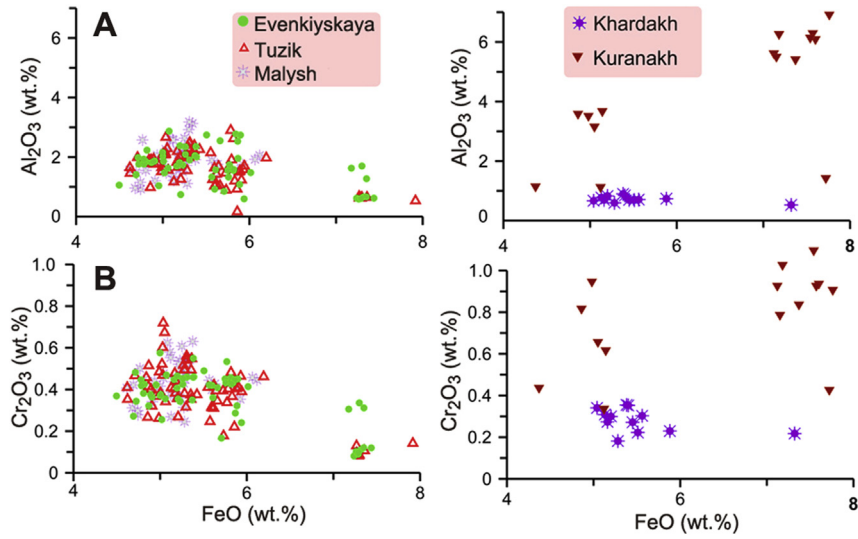 A
Evenkiyskaya
Tuzik
Malysh
Al₂O₃ (wt.%)
6
4
2
0
4
6
8
Khardakh
Kuranakh
Al₂O₃ (wt.%)
6
4
2
0
4
6
8
B
Cr₂O₃ (wt.%)
1.0
0.8
0.6
0.4
0.2
0
4
6
8
FeO (wt.%)
Cr₂O₃ (wt.%)
1.0
0.8
0.6
0.4
0.2
0
4
6
8
FeO (wt.%)